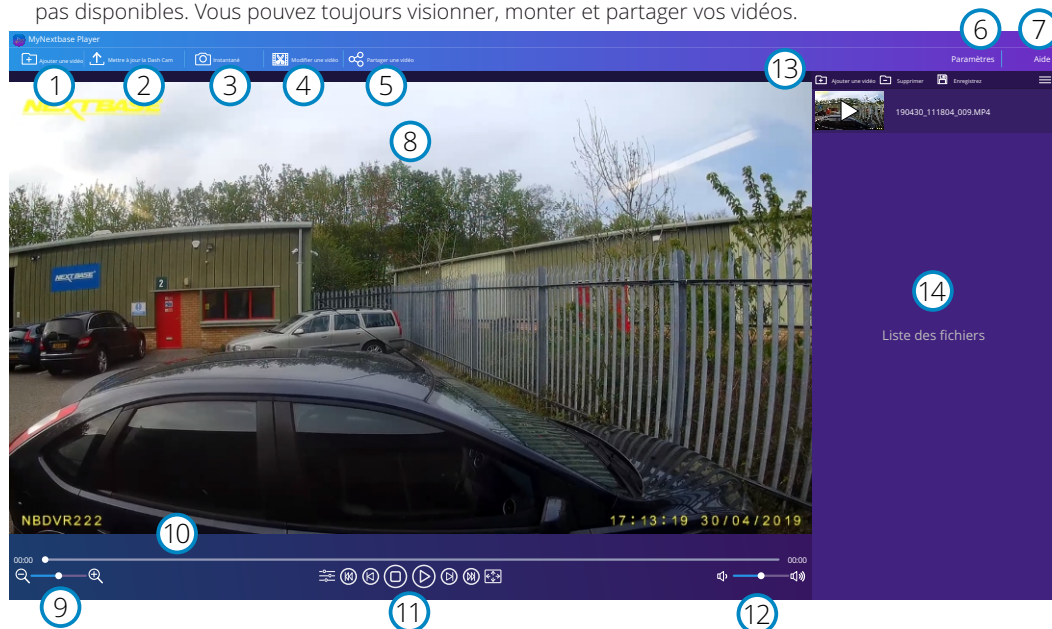 pas disponibles. Vous pouvez toujours visionner, monter et partager vos vidéos.
MyNextbase Player
6
7
Ajouter une vidéo
Mettre à jour la Dash Cam
Instantané
Modifier une vidéo
Partager une vidéo
Paramètres
Aide
1
2
3
4
5
13
Ajouter une vidéo
Supprimer
Enregistrez
NEXTBASE
190430_111804_009.MP4
8
NEXTBASE
2
14
Liste des fichiers
NBDVR222
17:13:19 30/04/2019
10
00:00
00:00
9
11
12